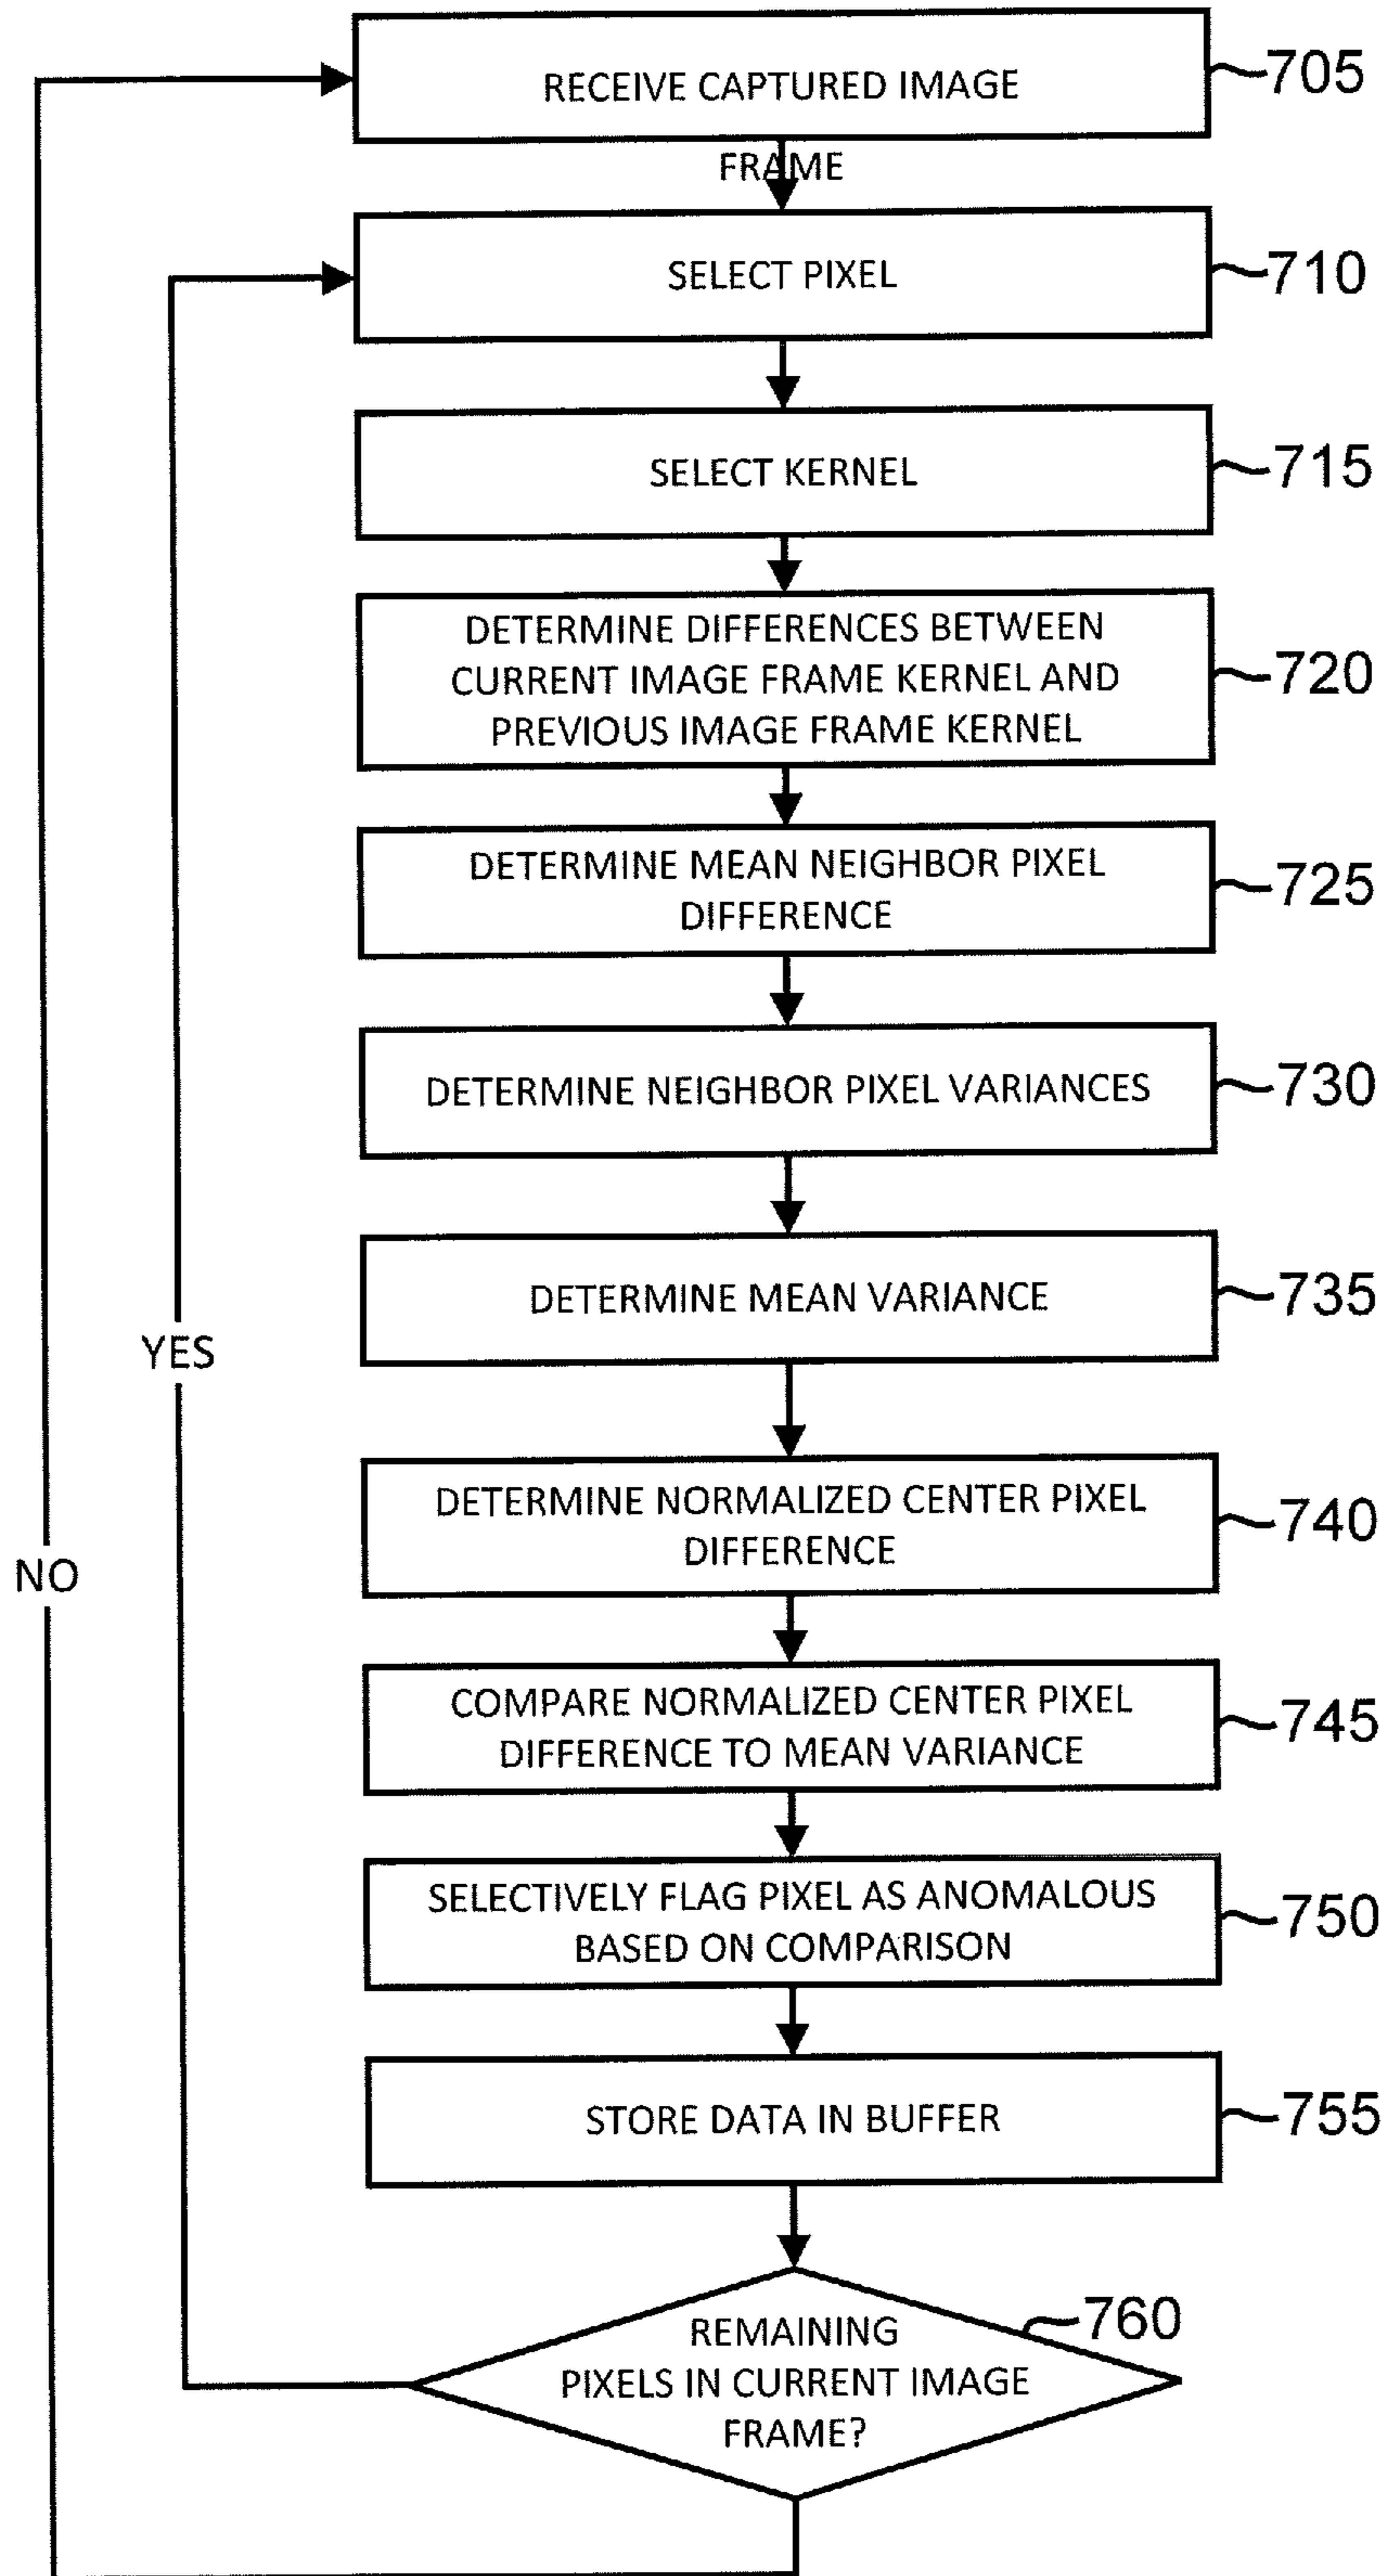 RECEIVE CAPTURED IMAGE
705
FRAME
SELECT PIXEL
710
SELECT KERNEL
715
DETERMINE DIFFERENCES BETWEEN
CURRENT IMAGE FRAME KERNEL AND
PREVIOUS IMAGE FRAME KERNEL
720
DETERMINE MEAN NEIGHBOR PIXEL
DIFFERENCE
725
DETERMINE NEIGHBOR PIXEL VARIANCES
730
DETERMINE MEAN VARIANCE
735
YES
DETERMINE NORMALIZED CENTER PIXEL
DIFFERENCE
740
NO
COMPARE NORMALIZED CENTER PIXEL
DIFFERENCE TO MEAN VARIANCE
745
SELECTIVELY FLAG PIXEL AS ANOMALOUS
BASED ON COMPARISON
750
STORE DATA IN BUFFER
755
REMAINING
PIXELS IN CURRENT IMAGE
FRAME?
760